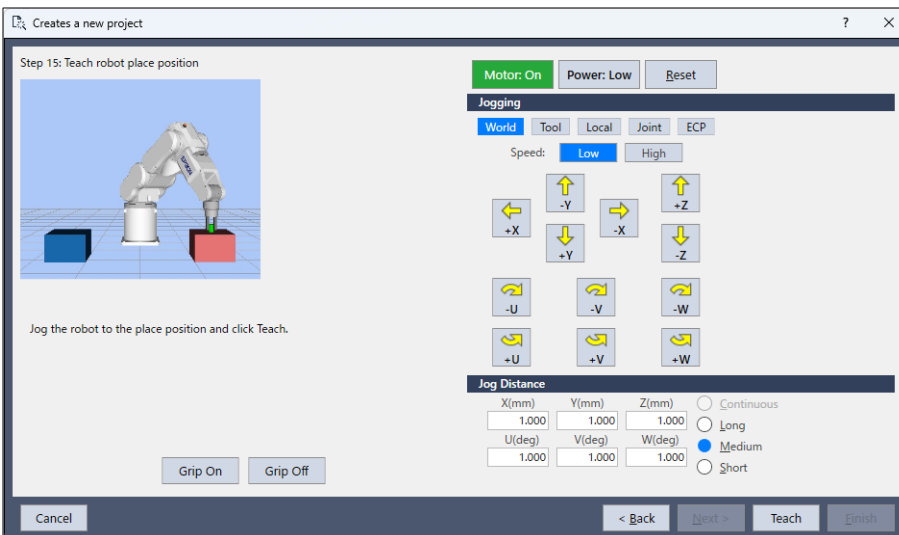 Creates a new project
?
Step 15: Teach robot place position
EPSON
Jog the robot to the place position and click Teach.
Grip On Grip Off
Motor: On Power: Low Reset
Jogging
World Tool Local Joint ECP
Speed: Low High
+X -Y -X +Z
+Y -Z
-U -V -W
+U +V +W
Jog Distance
X(mm) Y(mm) Z(mm) Continuous
1.000 1.000 1.000 Long
U(deg) V(deg) W(deg) Medium
1.000 1.000 1.000 Short
Cancel < Back Next > Teach Finish